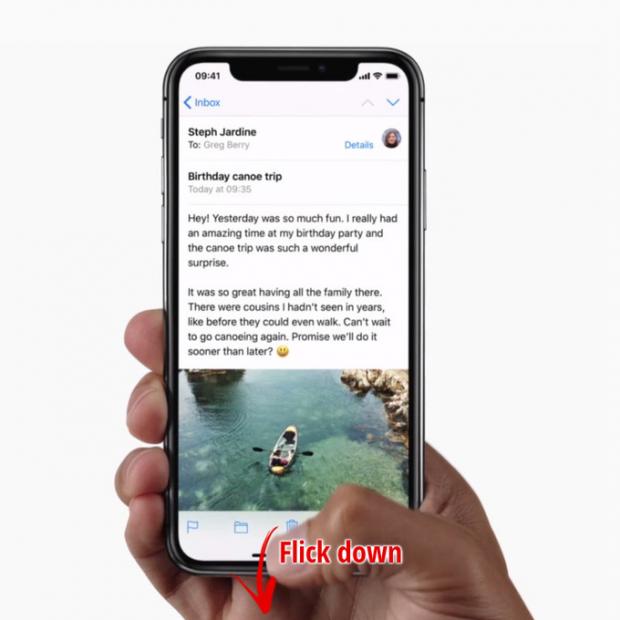 09:41
Inbox
Steph Jardine
To: Greg Berry
Details
Birthday canoe trip
Today at 09:35
Hey! Yesterday was so much fun. I really had
an amazing time at my birthday party and
the canoe trip was such a wonderful
surprise.
It was so great having all the family there.
There were cousins I hadn't seen in years,
like before they could even walk. Can't wait
to go canoeing again. Promise we'll do it
sooner than later? 😃
Flick down